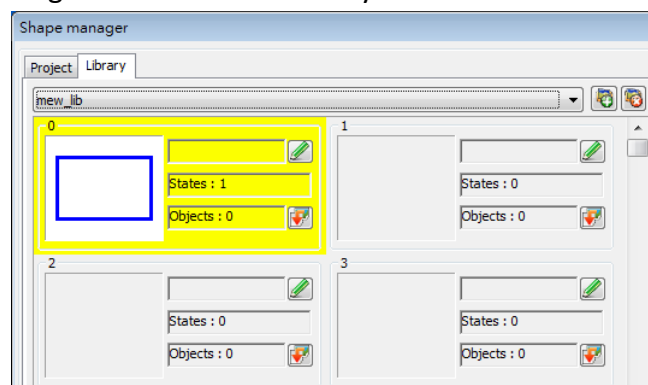 Shape manager
Project Library
mew_lib
0
States : 1
Objects : 0
1
States : 0
Objects : 0
2
States : 0
Objects : 0
3
States : 0
Objects : 0